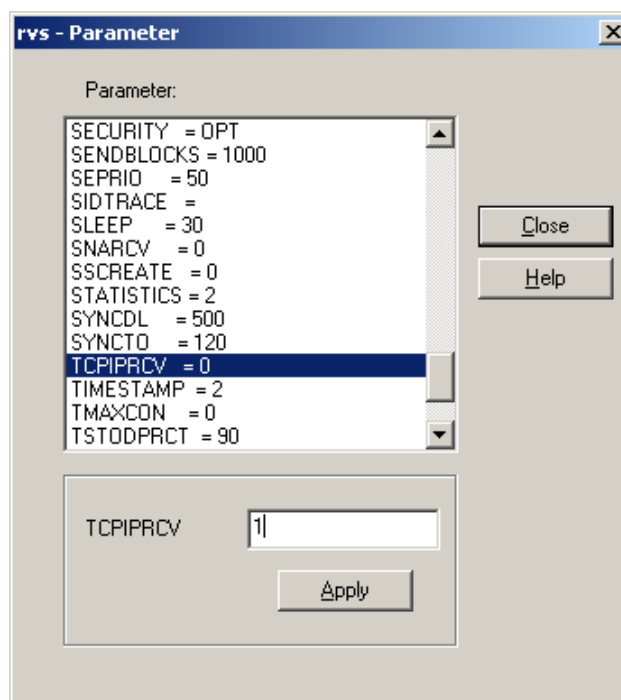 rvs - Parameter
Parameter:
SECURITY = OPT
SENDBLOCKS = 1000
SEPRIO = 50
SIDTRACE =
SLEEP = 30
SNARCV = 0
SSCREATE = 0
STATISTICS = 2
SYNCDL = 500
SYNCTO = 120
TCPIPRCV = 0
TIMESTAMP = 2
TMAXCON = 0
TSTODPRCT = 90
Close
Help
TCPIPRCV 1
Apply